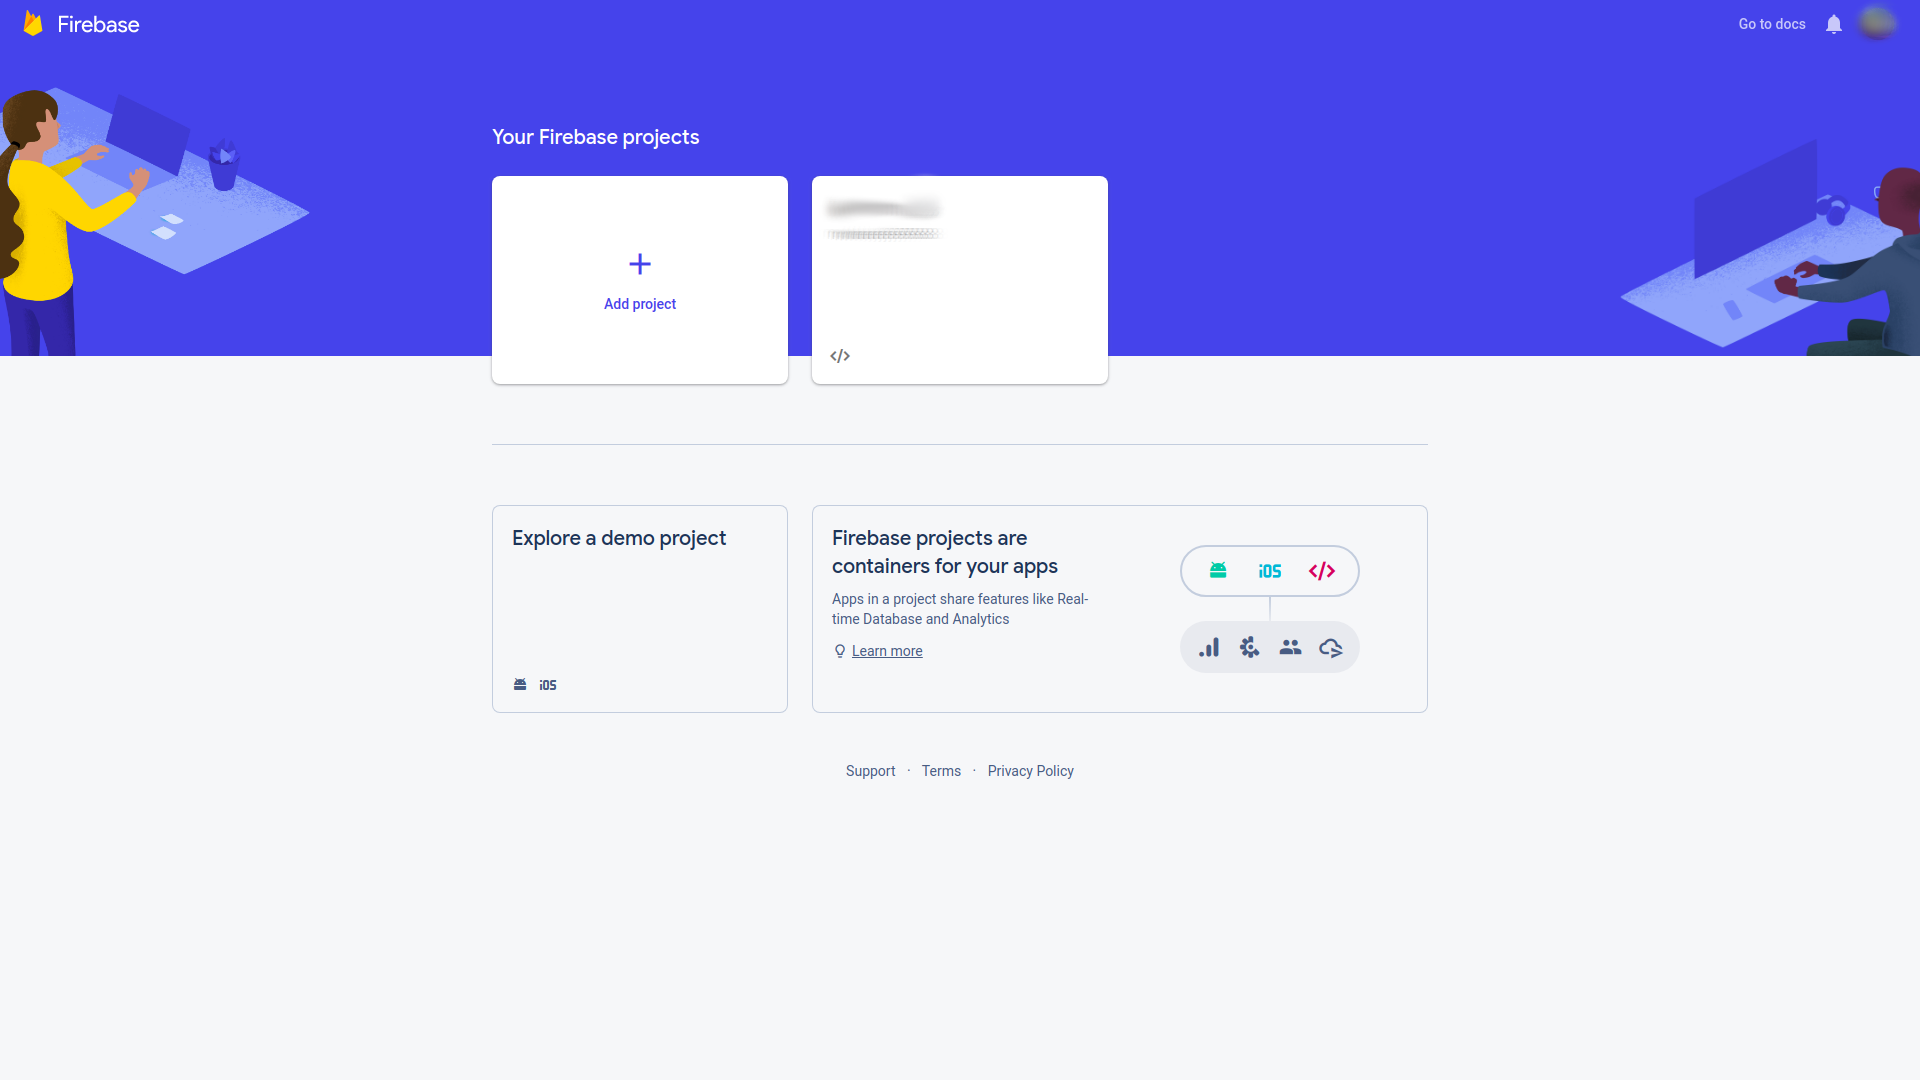 Firebase
Go to docs
Your Firebase projects
Add project
Explore a demo project
iOS
Firebase projects are
containers for your apps
Apps in a project share features like Real-
time Database and Analytics
Learn more
iOS
Support · Terms · Privacy Policy